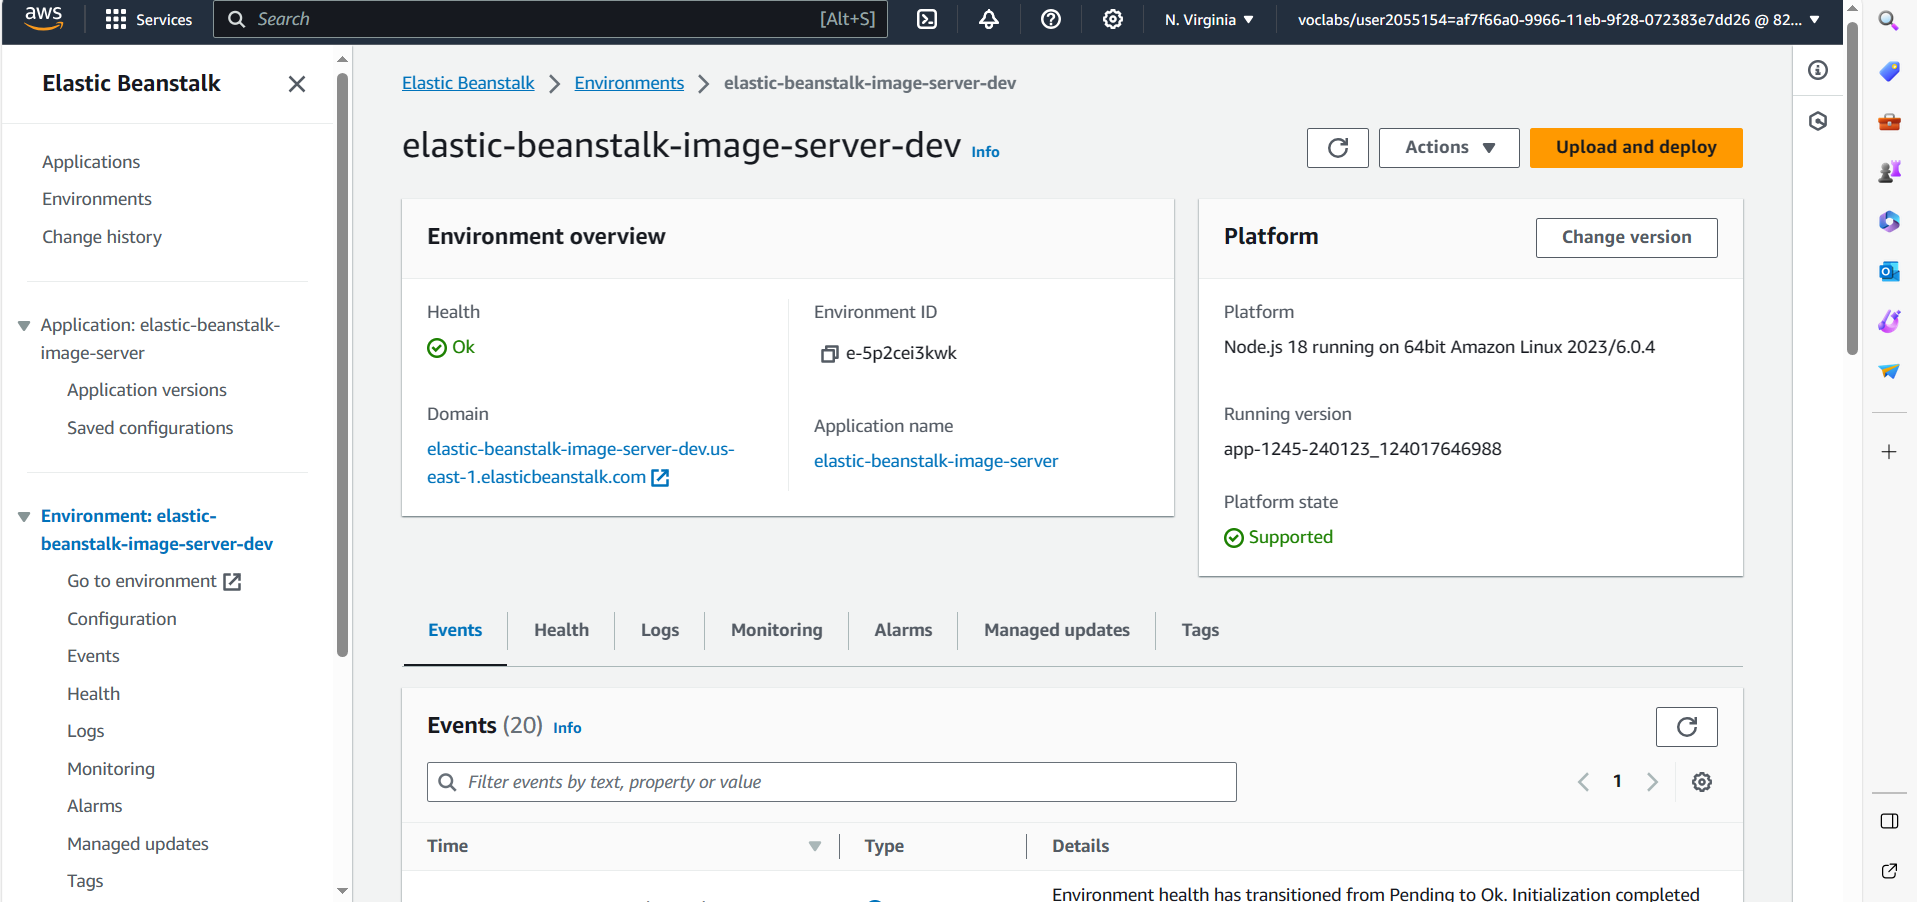 aws
Services
Search
[Alt+S]
N. Virginia
voclabs/user2055154=af7f66a0-9966-11eb-9f28-072383e7dd26 @ 82...
Elastic Beanstalk
Applications
Environments
Change history
Application: elastic-beanstalk-
image-server
Application versions
Saved configurations
Environment: elastic-
beanstalk-image-server-dev
Go to environment
Configuration
Events
Health
Logs
Monitoring
Alarms
Managed updates
Tags
Elastic Beanstalk
Environments
elastic-beanstalk-image-server-dev
elastic-beanstalk-image-server-dev Info
Actions
Upload and deploy
Environment overview
Health
Ok
Domain
elastic-beanstalk-image-server-dev.us-
east-1.elasticbeanstalk.com
Environment ID
e-5p2cei3kwk
Application name
elastic-beanstalk-image-server
Platform
Change version
Platform
Node.js 18 running on 64bit Amazon Linux 2023/6.0.4
Running version
app-1245-240123_124017646988
Platform state
Supported
Events
Health
Logs
Monitoring
Alarms
Managed updates
Tags
Events (20) Info
Filter events by text, property or value
1
Time
Type
Details
Environment health has transitioned from Pending to Ok. Initialization completed